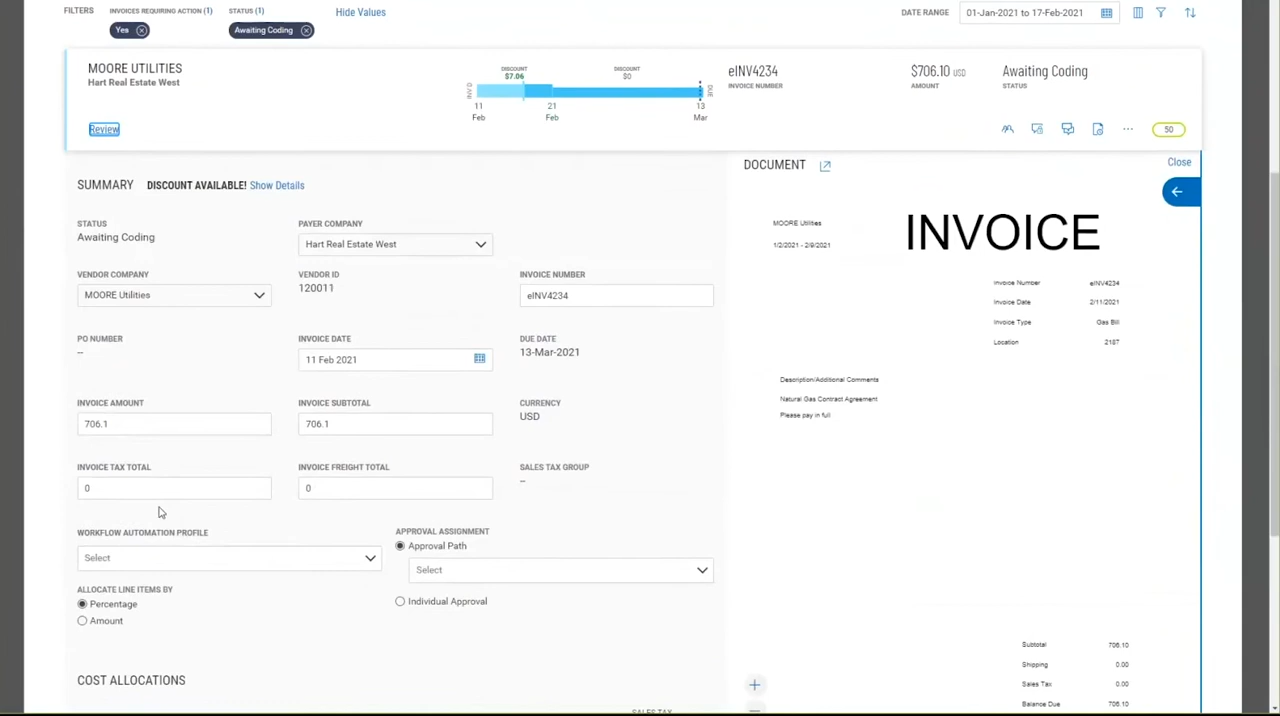 FILTERS
INVOICES REQUIRING ACTION (1)
Yes
STATUS (1)
Awaiting Coding
Hide Values
DATE RANGE
01-Jan-2021 to 17-Feb-2021
MOORE UTILITIES
Hart Real Estate West
Review
INV D
DISCOUNT
$7.06
DISCOUNT
$0
DUE
11
Feb
21
Feb
13
Mar
eINV4234
INVOICE NUMBER
$706.10 USD
AMOUNT
Awaiting Coding
STATUS
50
SUMMARY
DISCOUNT AVAILABLE! Show Details
STATUS
Awaiting Coding
PAYER COMPANY
Hart Real Estate West
VENDOR COMPANY
MOORE Utilities
VENDOR ID
120011
INVOICE NUMBER
eINV4234
PO NUMBER
--
INVOICE DATE
11 Feb 2021
DUE DATE
13-Mar-2021
INVOICE AMOUNT
706.1
INVOICE SUBTOTAL
706.1
CURRENCY
USD
INVOICE TAX TOTAL
0
INVOICE FREIGHT TOTAL
0
SALES TAX GROUP
--
WORKFLOW AUTOMATION PROFILE
Select
APPROVAL ASSIGNMENT
Approval Path
Select
Individual Approval
ALLOCATE LINE ITEMS BY
Percentage
Amount
COST ALLOCATIONS
SALES TAX
DOCUMENT
Close
MOORE Utilities
1/2/2021 - 2/9/2021
INVOICE
Invoice Number eINV4234
Invoice Date 2/11/2021
Invoice Type Gas Bill
Location 218T
Description/Additional Comments
Natural Gas Contract Agreement
Please pay in full
Subtotal 706.10
Shipping 0.00
Sales Tax 0.00
Balance Due 706.10